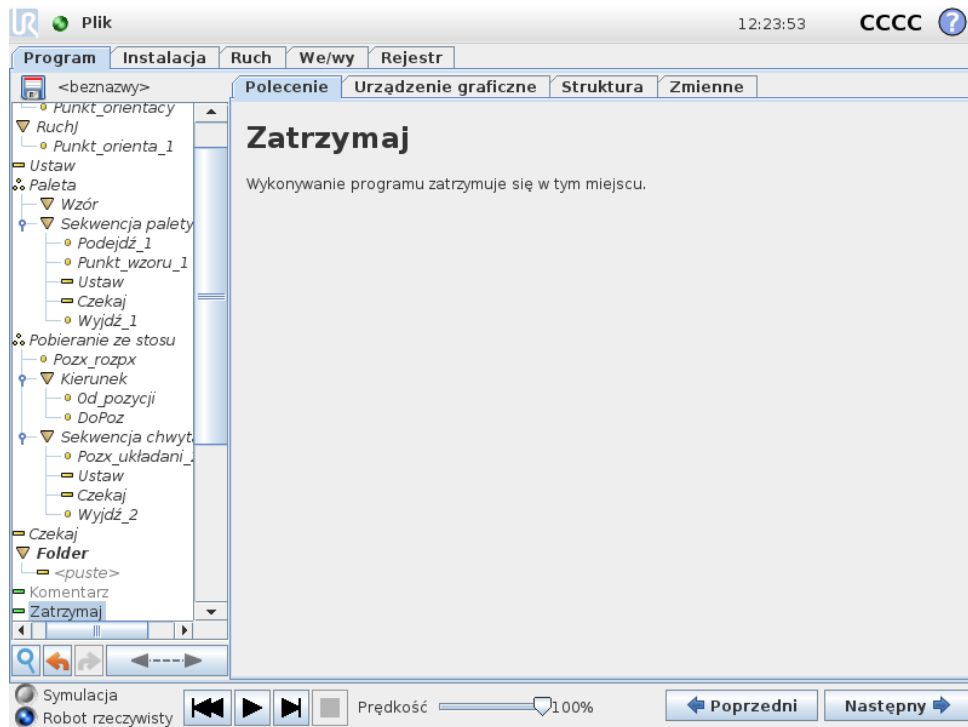 Plik
12:23:53
CCCC
?
Program Instalacja Ruch We/wy Rejestr
<beznazwy>
Polecenie Urządzenie graficzne Struktura Zmienne
Punkt_orientacy
RuchJ
Punkt_orienta_1
Ustaw
Paleta
Wzór
Sekwencja palety
Podejdź_1
Punkt_wzoru_1
Ustaw
Czekaj
Wyjdź_1
Pobieranie ze stosu
Pozx_rozpx
Kierunek
Od_pozycji
DoPoz
Sekwencja chwyt
Pozx_układani_
Ustaw
Czekaj
Wyjdź_2
Czekaj
Folder
<puste>
Komentarz
Zatrzymaj
Zatrzymaj
Wykonywanie programu zatrzymuje się w tym miejscu.
Symulacja
Robot rzeczywisty
Prędkość 100%
Poprzedni Następny